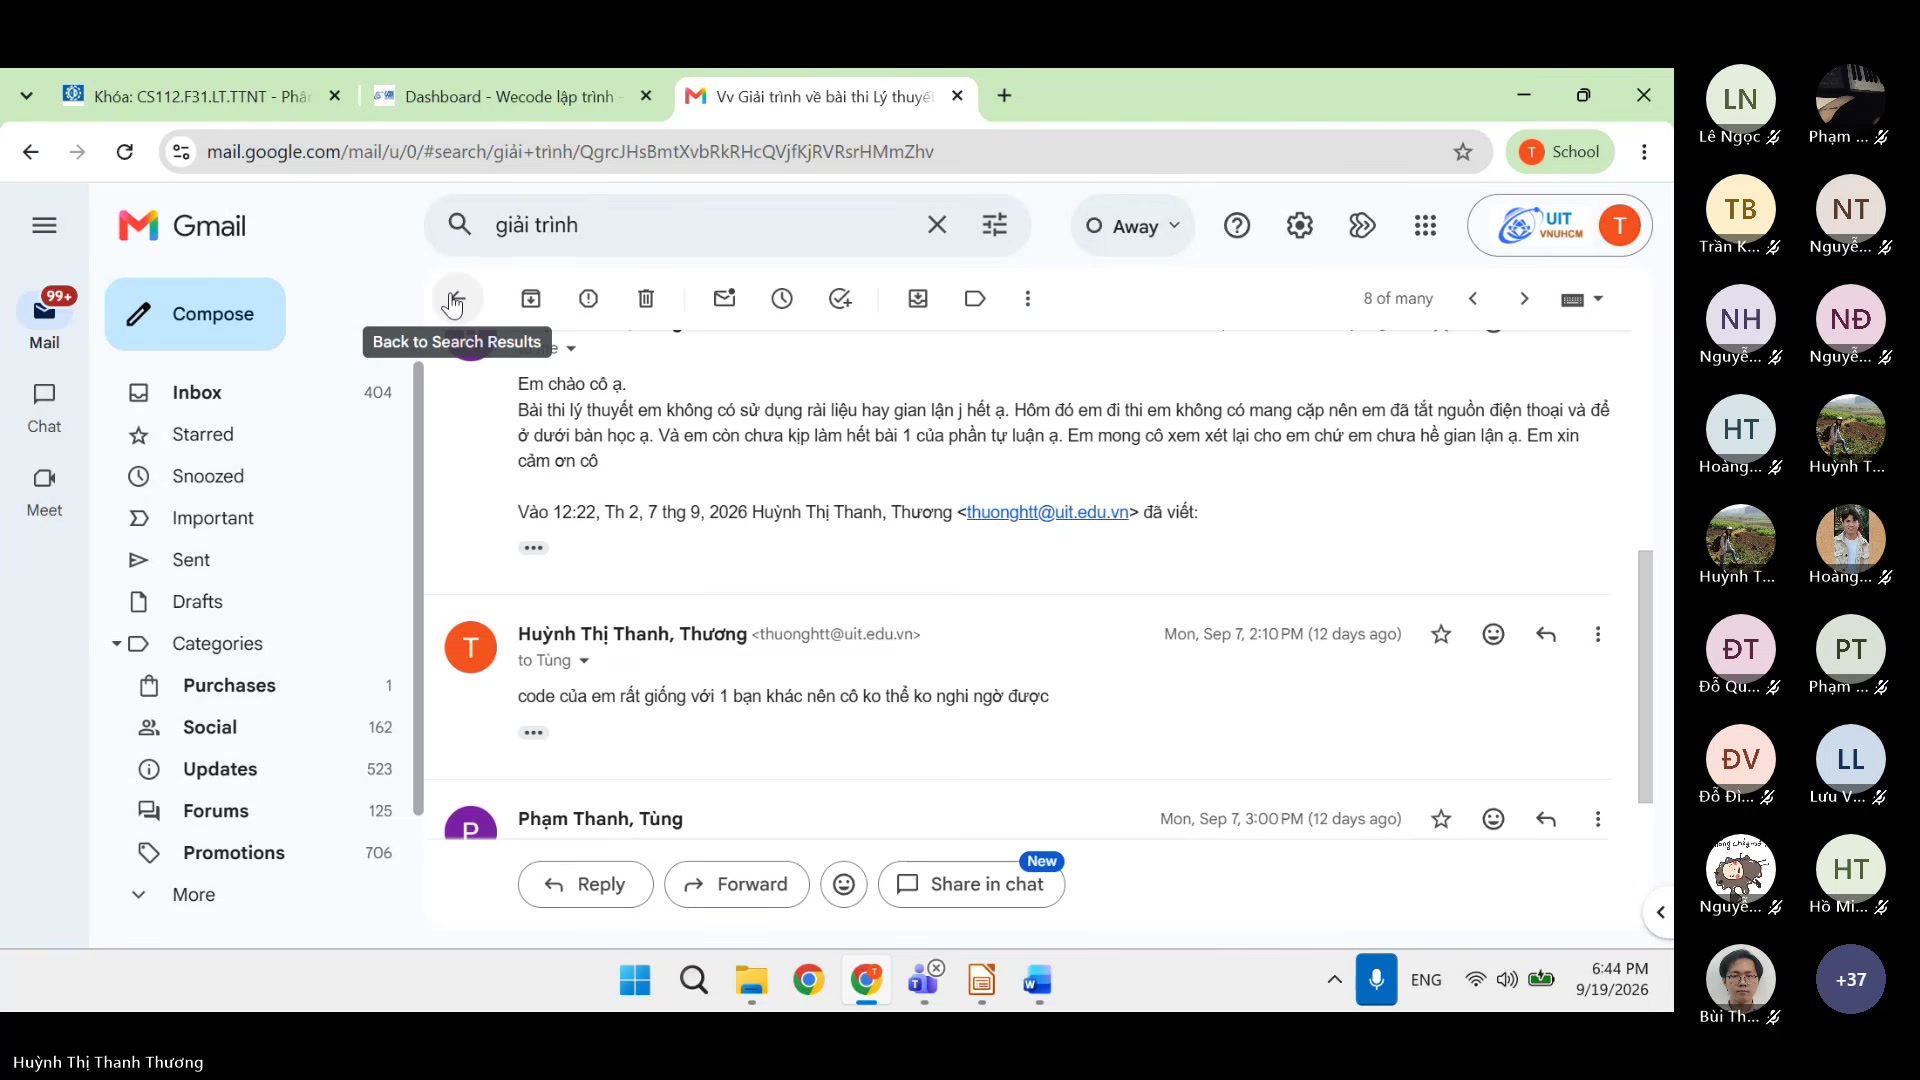 Khóa: CS112.F31.LT.TTNT - Phâ
Dashboard - Wecode lập trình -
Vv Giải trình về bài thi Lý thuyế
mail.google.com/mail/u/0/#search/giải+trình/QgrcJHsBmtXvbRkRHcQVjfKjRVRsrHMmZhv
T School
Gmail
giải trình
Away
UIT
VNUHCM
T
99+
Mail
Chat
Meet
Compose
8 of many
Back to Search Results
Inbox 404
Starred
Snoozed
Important
Sent
Drafts
Categories
Purchases 1
Social 162
Updates 523
Forums 125
Promotions 706
More
Em chào cô ạ.
Bài thi lý thuyết em không có sử dụng rài liệu hay gian lận j hết ạ. Hôm đó em đi thi em không có mang cặp nên em đã tắt nguồn điện thoại và để
ở dưới bàn học ạ. Và em còn chưa kịp làm hết bài 1 của phần tự luận ạ. Em mong cô xem xét lại cho em chứ em chưa hề gian lận ạ. Em xin
cảm ơn cô
Vào 12:22, Th 2, 7 thg 9, 2026 Huỳnh Thị Thanh, Thương <thuonghtt@uit.edu.vn> đã viết:
T
Huỳnh Thị Thanh, Thương <thuonghtt@uit.edu.vn>
Mon, Sep 7, 2:10 PM (12 days ago)
to Tùng
code của em rất giống với 1 bạn khác nên cô ko thể ko nghi ngờ được
P
Phạm Thanh, Tùng
Mon, Sep 7, 3:00 PM (12 days ago)
Reply
Forward
Share in chat
New
ENG
6:44 PM
9/19/2026
LN
Lê Ngọc
Phạm ...
TB
Trần K...
NT
Nguyễ...
NH
Nguyễ...
NĐ
Nguyễ...
HT
Hoàng...
Huỳnh T...
Huỳnh T...
Hoàng...
ĐT
Đỗ Qu...
PT
Phạm ...
ĐV
Đỗ Đì...
LL
Lưu V...
Nguyễ...
HT
Hồ Mi...
Bùi Th...
+37
Huỳnh Thị Thanh Thương